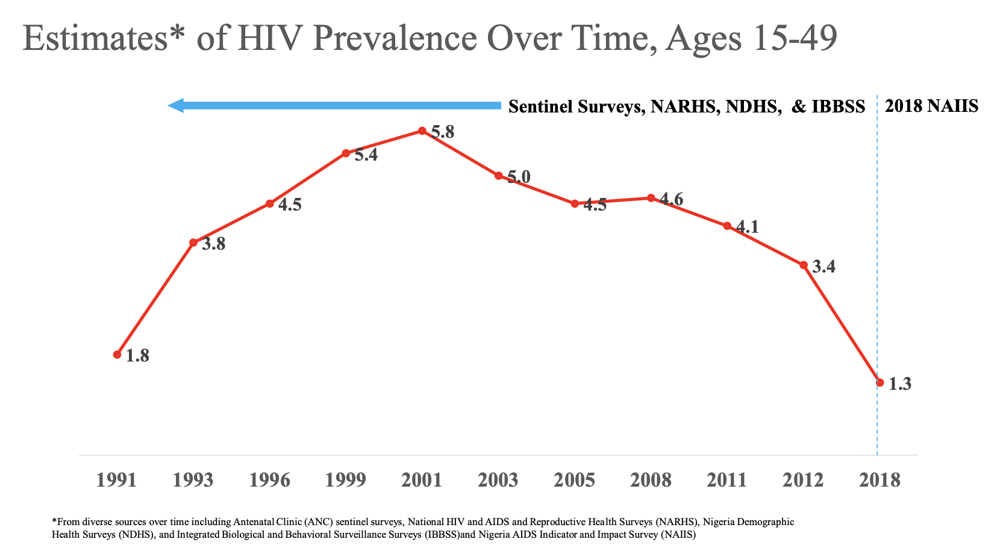 Estimates* of HIV Prevalence Over Time, Ages 15-49
Sentinel Surveys, NARHS, NDHS, & IBBSS
2018 NAIIS
5.8
5.4
5.0
4.5
4.5
4.6
4.1
3.8
3.4
1.8
1.3
1991 1993 1996 1999 2001 2003 2005 2008 2011 2012 2018
*From diverse sources over time including Antenatal Clinic (ANC) sentinel surveys, National HIV and AIDS and Reproductive Health Surveys (NARHS), Nigeria Demographic
Health Surveys (NDHS), and Integrated Biological and Behavioral Surveillance Surveys (IBBSS)and Nigeria AIDS Indicator and Impact Survey (NAIIS)